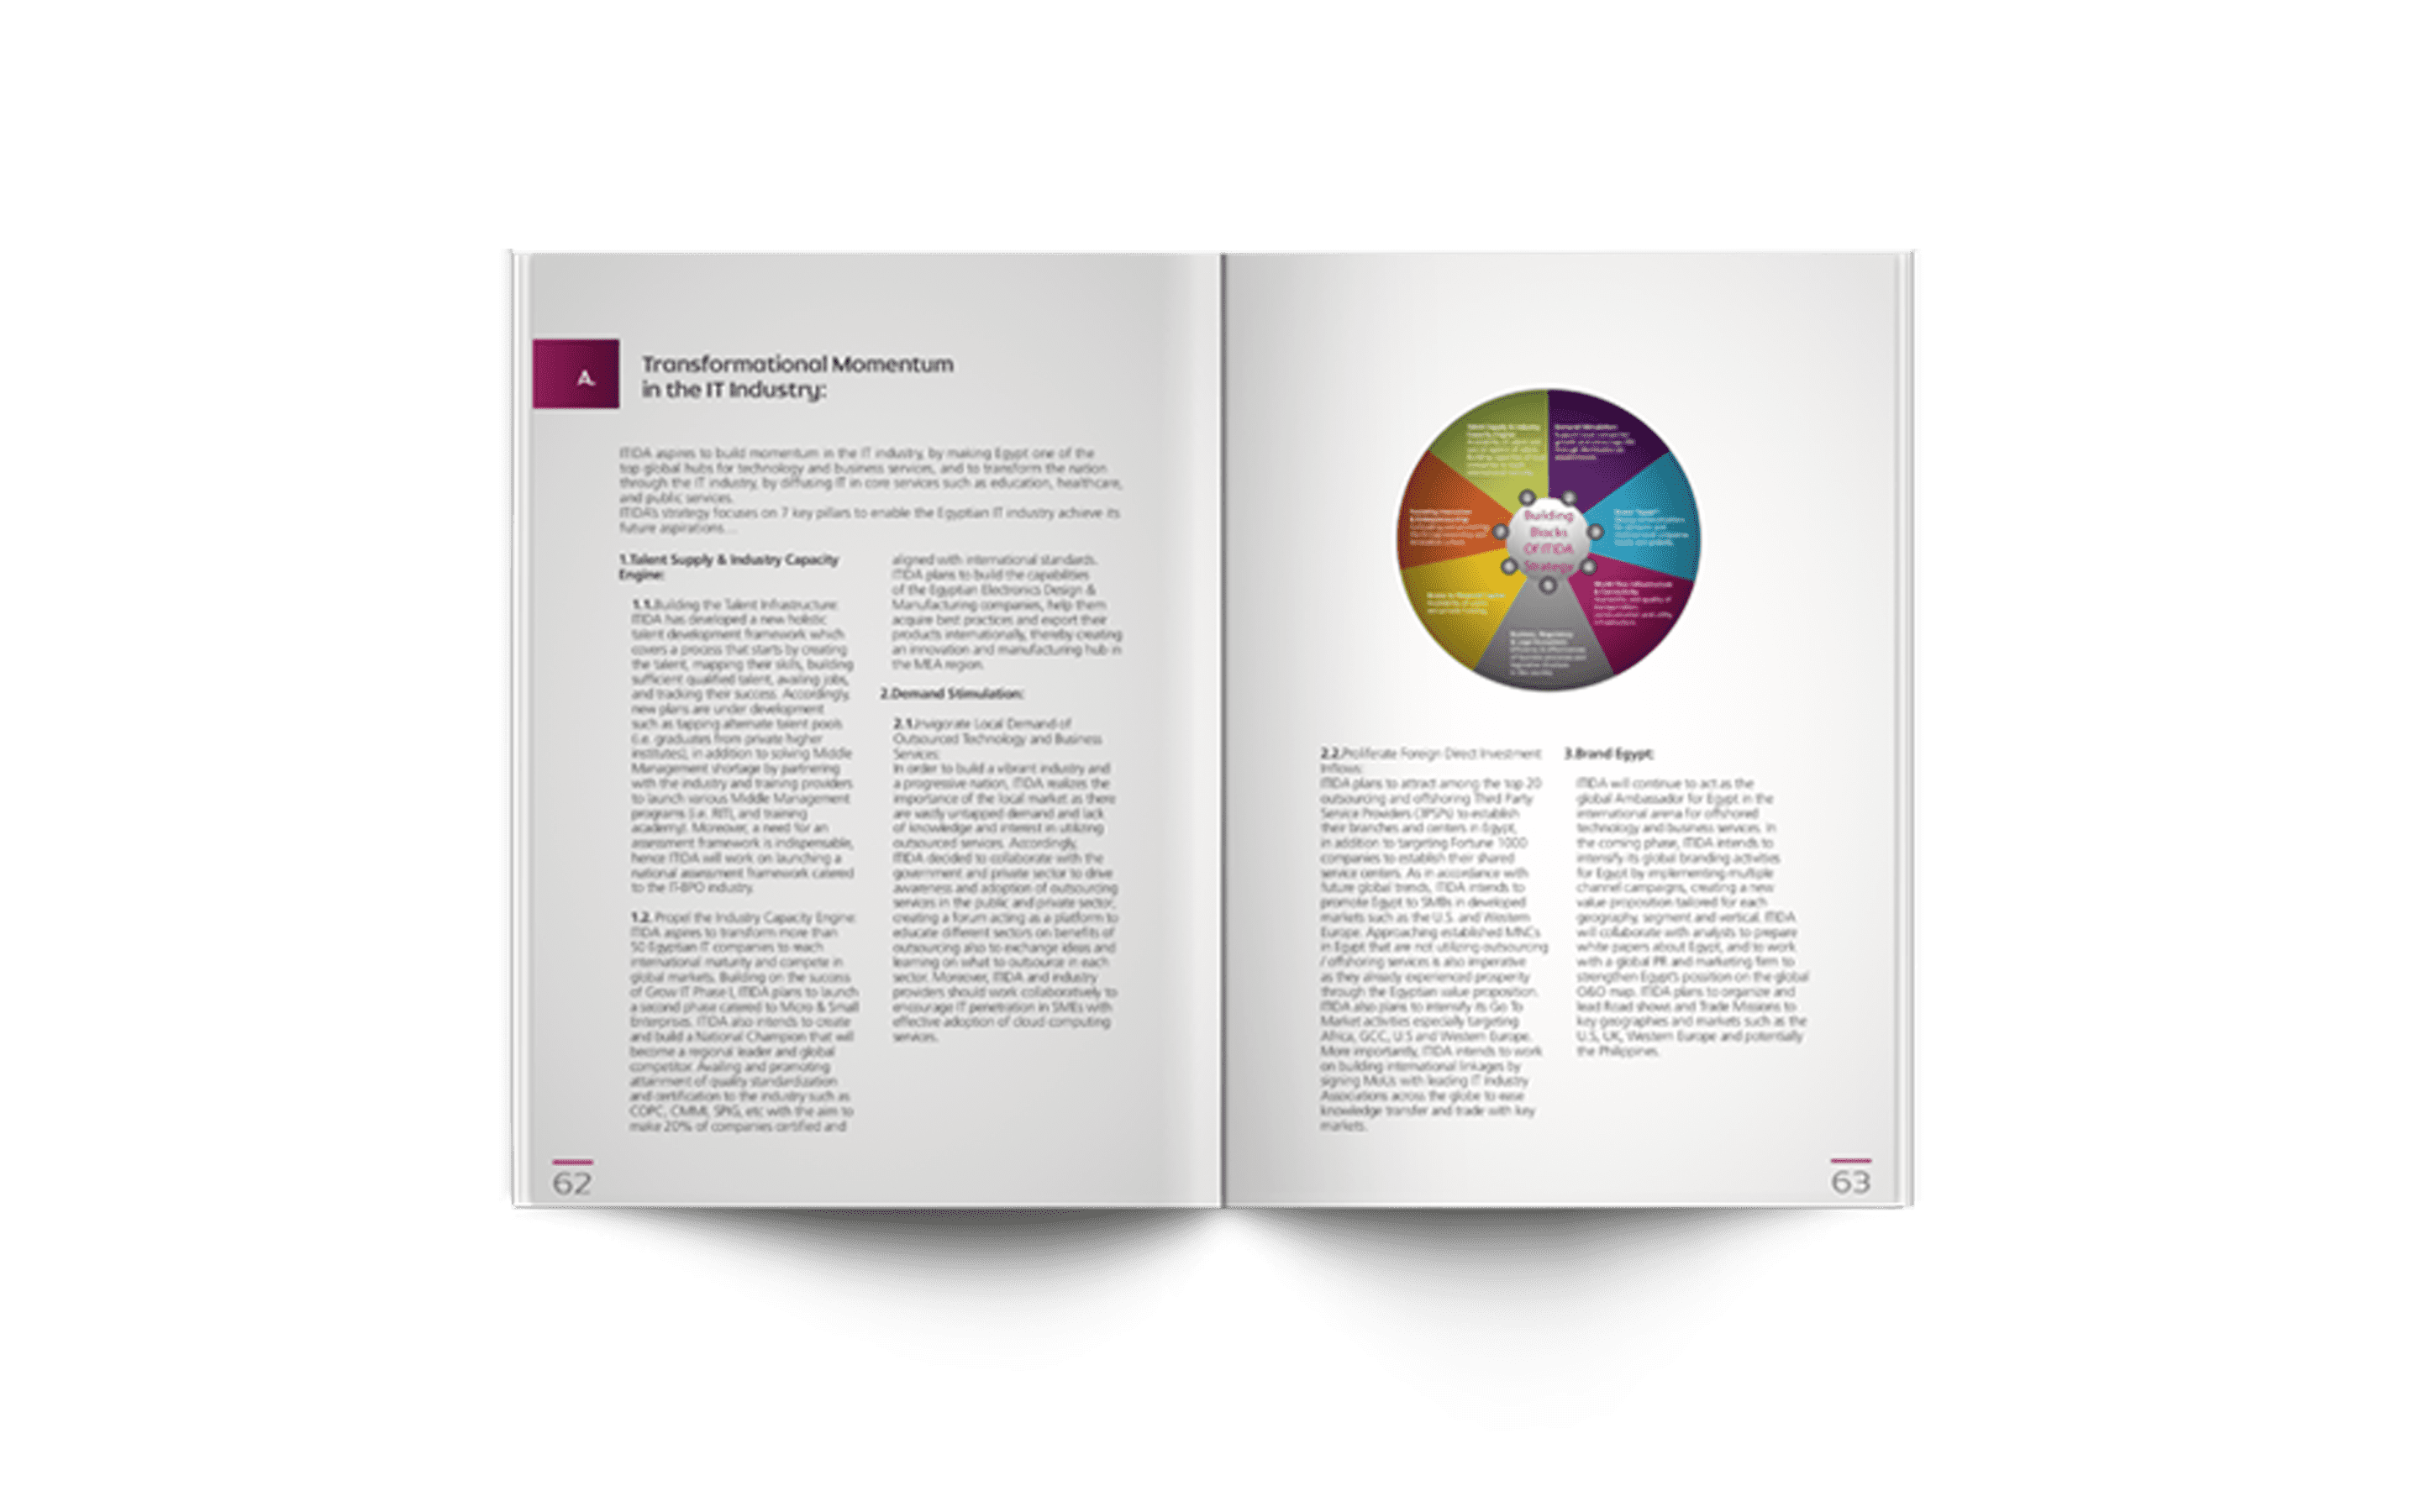 A.
Transformational Momentum
in the IT Industry:
ITIDA aspires to build momentum in the IT industry, by making Egypt one of the
top global hubs for technology and business services, and to transform the nation
through the IT industry, by diffusing IT in core services such as education, healthcare,
and public services.
ITIDA's strategy focuses on 7 key pillars to enable the Egyptian IT industry achieve its
future aspirations...
1.Talent Supply & Industry Capacity
Engine:
1.1.Building the Talent Infrastructure:
ITIDA has developed a new holistic
talent development framework which
covers a process that starts by creating
the talent, mapping their skills, building
sufficient qualified talent, availing jobs,
and tracking their success. Accordingly,
new plans are under development
such as tapping alternate talent pools
(i.e. graduates from private higher
institutes), in addition to solving Middle
Management shortage by partnering
with the industry and training providers
to launch various Middle Management
programs (i.e. RITI, and training
academy). Moreover, a need for an
assessment framework is indispensable,
hence ITIDA will work on launching a
national assessment framework catered
to the IT-BPO industry.
1.2. Propel the Industry Capacity Engine:
ITIDA aspires to transform more than
50 Egyptian IT companies to reach
international maturity and compete in
global markets. Building on the success
of Grow IT Phase I, ITIDA plans to launch
a second phase catered to Micro & Small
Enterprises. ITIDA also intends to create
and build a National Champion that will
become a regional leader and global
competitor. Availing and promoting
attainment of quality standardization
and certification to the industry such as
COPC, CMMI, SPIG, etc with the aim to
make 20% of companies certified and
aligned with international standards.
ITIDA plans to build the capabilities
of the Egyptian Electronics Design &
Manufacturing companies, help them
acquire best practices and export their
products internationally, thereby creating
an innovation and manufacturing hub in
the MEA region.
2.Demand Stimulation:
2.1.Invigorate Local Demand of
Outsourced Technology and Business
Services:
In order to build a vibrant industry and
a progressive nation, ITIDA realizes the
importance of the local market as there
are vastly untapped demand and lack
of knowledge and interest in utilizing
outsourced services. Accordingly,
ITIDA decided to collaborate with the
government and private sector to drive
awareness and adoption of outsourcing
services in the public and private sector,
creating a forum acting as a platform to
educate different sectors on benefits of
outsourcing also to exchange ideas and
learning on what to outsource in each
sector. Moreover, ITIDA and industry
providers should work collaboratively to
encourage IT penetration in SMEs with
effective adoption of cloud computing
services.
62
Talent Supply & Industry
Capacity Engine
Demand Stimulation
Building
Blocks
Of ITIDA
Strategy
2.2.Proliferate Foreign Direct Investment
Inflows:
ITIDA plans to attract among the top 20
outsourcing and offshoring Third Party
Service Providers (3PSPs) to establish
their branches and centers in Egypt,
in addition to targeting Fortune 1000
companies to establish their shared
service centers. As in accordance with
future global trends, ITIDA intends to
promote Egypt to SMBs in developed
markets such as the U.S. and Western
Europe. Approaching established MNCs
in Egypt that are not utilizing outsourcing
/ offshoring services is also imperative
as they already experienced prosperity
through the Egyptian value proposition.
ITIDA also plans to intensify its Go To
Market activities especially targeting
Africa, GCC, U.S and Western Europe.
More importantly, ITIDA intends to work
on building international linkages by
signing MoUs with leading IT Industry
Associations across the globe to ease
knowledge transfer and trade with key
markets.
3.Brand Egypt:
ITIDA will continue to act as the
global Ambassador for Egypt in the
international arena for offshored
technology and business services. In
the coming phase, ITIDA intends to
intensify its global branding activities
for Egypt by implementing multiple
channel campaigns, creating a new
value proposition tailored for each
geography, segment and vertical. ITIDA
will collaborate with analysts to prepare
white papers about Egypt, and to work
with a global PR and marketing firm to
strengthen Egypt's position on the global
O&O map. ITIDA plans to organize and
lead Road shows and Trade Missions to
key geographies and markets such as the
U.S, UK, Western Europe and potentially
the Philippines.
63